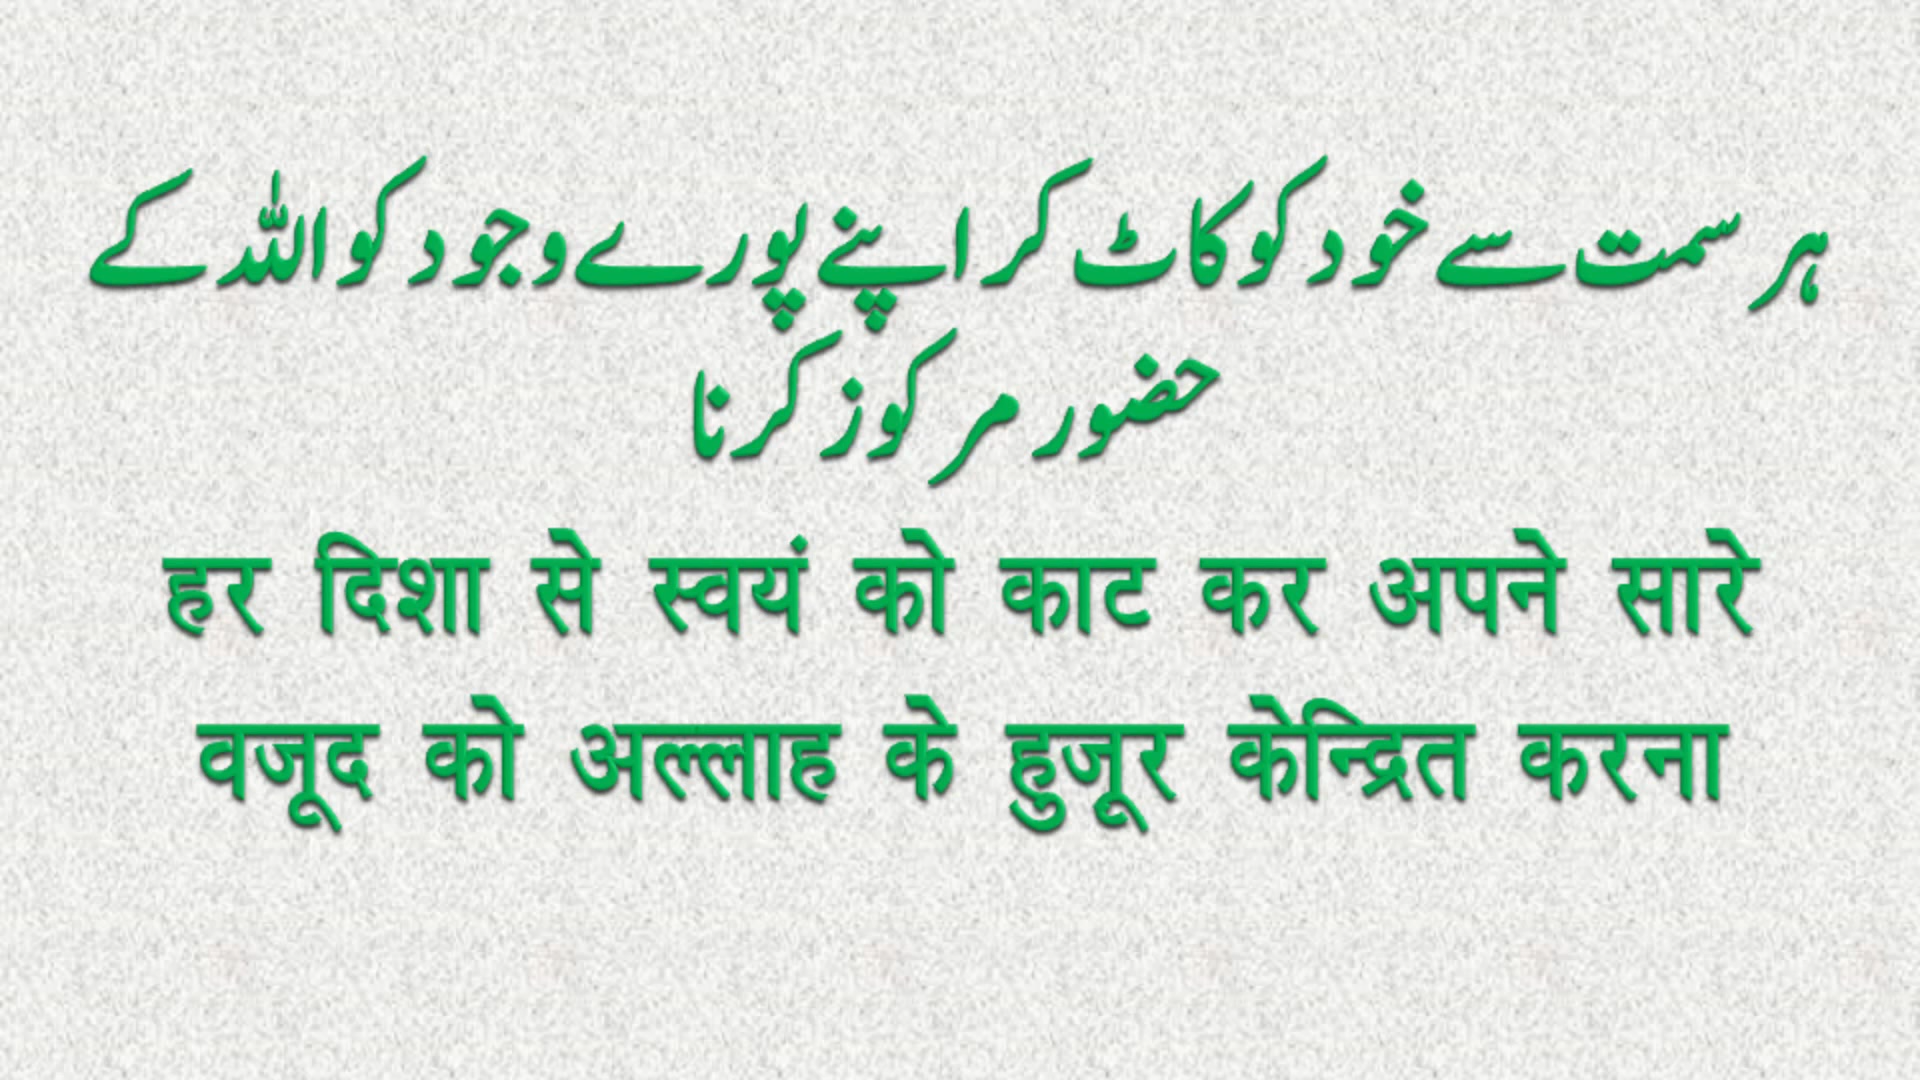 ہر سمت سے خود کو کاٹ کر اپنے پورے وجود کو اللہ کے
حضور مرکوز کرنا
हर दिशा से स्वयं को काट कर अपने सारे
वजूद को अल्लाह के हुजूर केन्द्रित करना